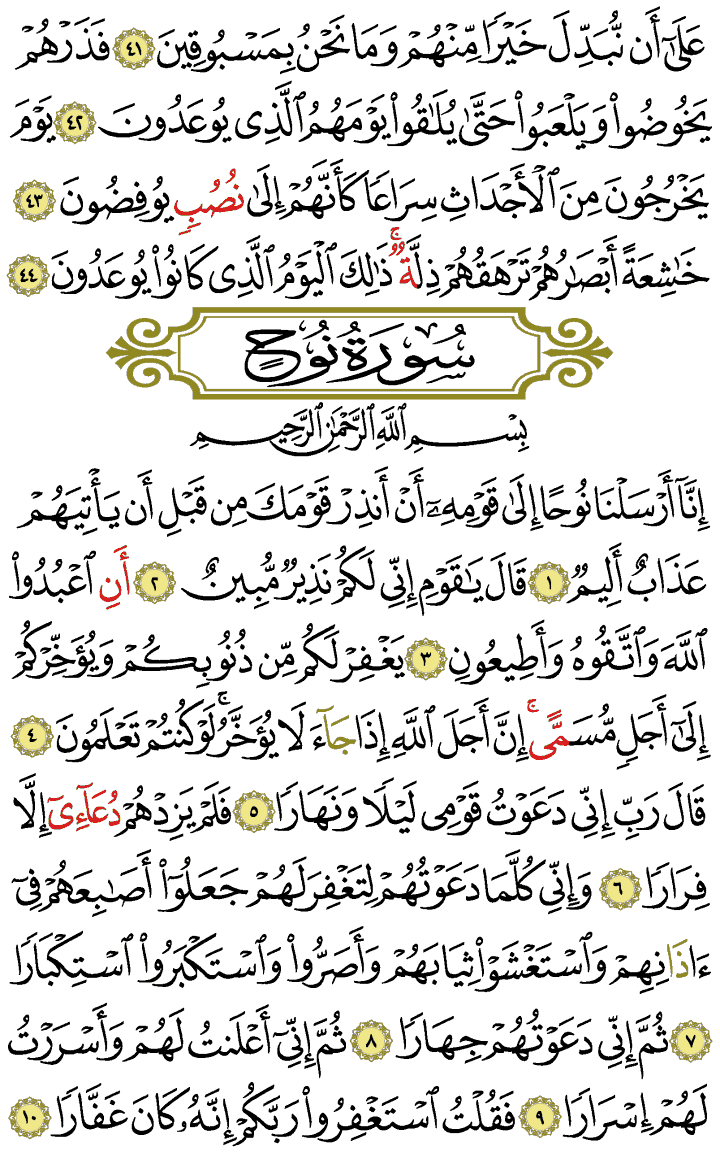 عَلَىٰٓ أَن نُّبَدِّلَ خَيْرًا مِّنْهُمْ وَمَا نَحْنُ بِمَسْبُوقِينَ ٤١ فَذَرْهُمْ
يَخُوضُوا۟ وَيَلْعَبُوا۟ حَتَّىٰ يُلَٰقُوا۟ يَوْمَهُمُ ٱلَّذِى يُوعَدُونَ ٤٢ يَوْمَ
يَخْرُجُونَ مِنَ ٱلْأَجْدَاثِ سِرَاعًا كَأَنَّهُمْ إِلَىٰ نُصُبٍ يُوفِضُونَ ٤٣
خَٰشِعَةً أَبْصَٰرُهُمْ تَرْهَقُهُمْ ذِلَّةٌ ۚ ذَٰلِكَ ٱلْيَوْمُ ٱلَّذِى كَانُوا۟ يُوعَدُونَ ٤٤
سُورَةُ نُوحٍ
بِسْمِ ٱللَّهِ ٱلرَّحْمَٰنِ ٱلرَّحِيمِ
إِنَّآ أَرْسَلْنَا نُوحًا إِلَىٰ قَوْمِهِۦٓ أَنْ أَنذِرْ قَوْمَكَ مِن قَبْلِ أَن يَأْتِيَهُمْ
عَذَابٌ أَلِيمٌ ١ قَالَ يَٰقَوْمِ إِنِّى لَكُمْ نَذِيرٌ مُّبِينٌ ٢ أَنِ ٱعْبُدُوا۟
ٱللَّهَ وَٱتَّقُوهُ وَأَطِيعُونِ ٣ يَغْفِرْ لَكُم مِّن ذُنُوبِكُمْ وَيُؤَخِّرْكُمْ
إِلَىٰٓ أَجَلٍ مُّسَمًّى ۚ إِنَّ أَجَلَ ٱللَّهِ إِذَا جَآءَ لَا يُؤَخَّرُ ۚ لَوْ كُنتُمْ تَعْلَمُونَ ٤
قَالَ رَبِّ إِنِّى دَعَوْتُ قَوْمِى لَيْلًا وَنَهَارًا ٥ فَلَمْ يَزِدْهُمْ دُعَآءِىٓ إِلَّا
فِرَارًا ٦ وَإِنِّى كُلَّمَا دَعَوْتُهُمْ لِتَغْفِرَ لَهُمْ جَعَلُوٓا۟ أَصَٰبِعَهُمْ فِىٓ
ءَاذَانِهِمْ وَٱسْتَغْشَوْا۟ ثِيَابَهُمْ وَأَصَرُّوا۟ وَٱسْتَكْبَرُوا۟ ٱسْتِكْبَارًا
٧ ثُمَّ إِنِّى دَعَوْتُهُمْ جِهَارًا ٨ ثُمَّ إِنِّىٓ أَعْلَنتُ لَهُمْ وَأَسْرَرْتُ
لَهُمْ إِسْرَارًا ٩ فَقُلْتُ ٱسْتَغْفِرُوا۟ رَبَّكُمْ إِنَّهُۥ كَانَ غَفَّارًا ١٠